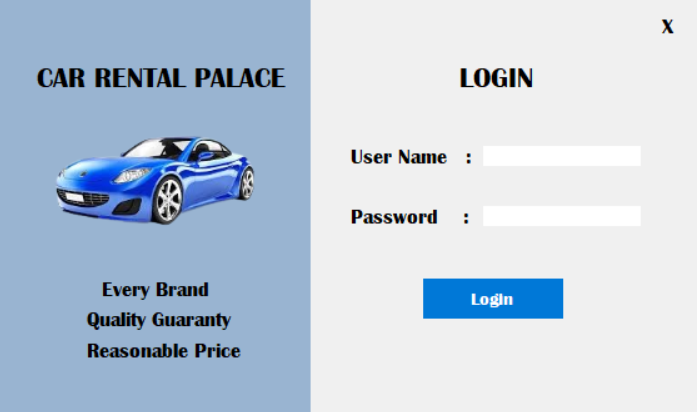 X
CAR RENTAL PALACE
LOGIN
User Name :
Password :
Every Brand
Quality Guaranty
Reasonable Price
Login